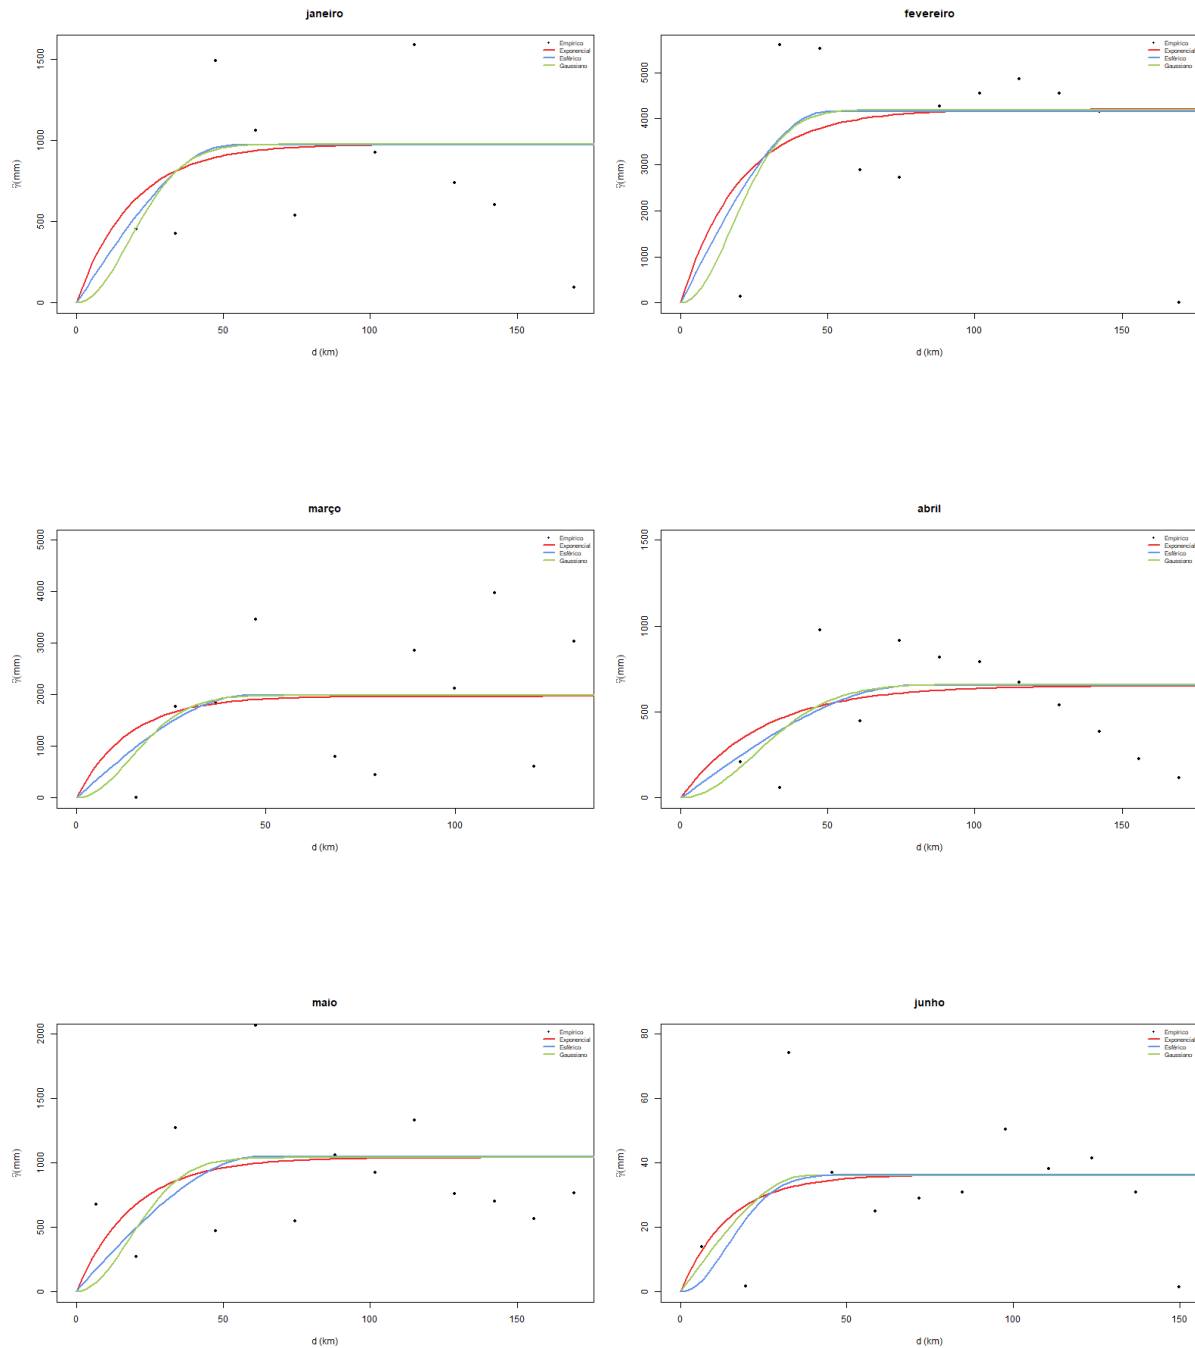 janeiro
Empírico
Exponencial
Esférico
Gaussiano
1500
1000
500
0
(mm)
0 50 100 150
d (km)
fevereiro
Empírico
Exponencial
Esférico
Gaussiano
5000
4000
3000
2000
1000
0
(mm)
0 50 100 150
d (km)
março
Empírico
Exponencial
Esférico
Gaussiano
5000
4000
3000
2000
1000
0
(mm)
0 50 100
d (km)
abril
Empírico
Exponencial
Esférico
Gaussiano
1500
1000
500
0
(mm)
0 50 100 150
d (km)
maio
Empírico
Exponencial
Esférico
Gaussiano
2000
1500
1000
500
0
(mm)
0 50 100 150
d (km)
junho
Empírico
Exponencial
Esférico
Gaussiano
80
60
40
20
0
(mm)
0 50 100 150
d (km)